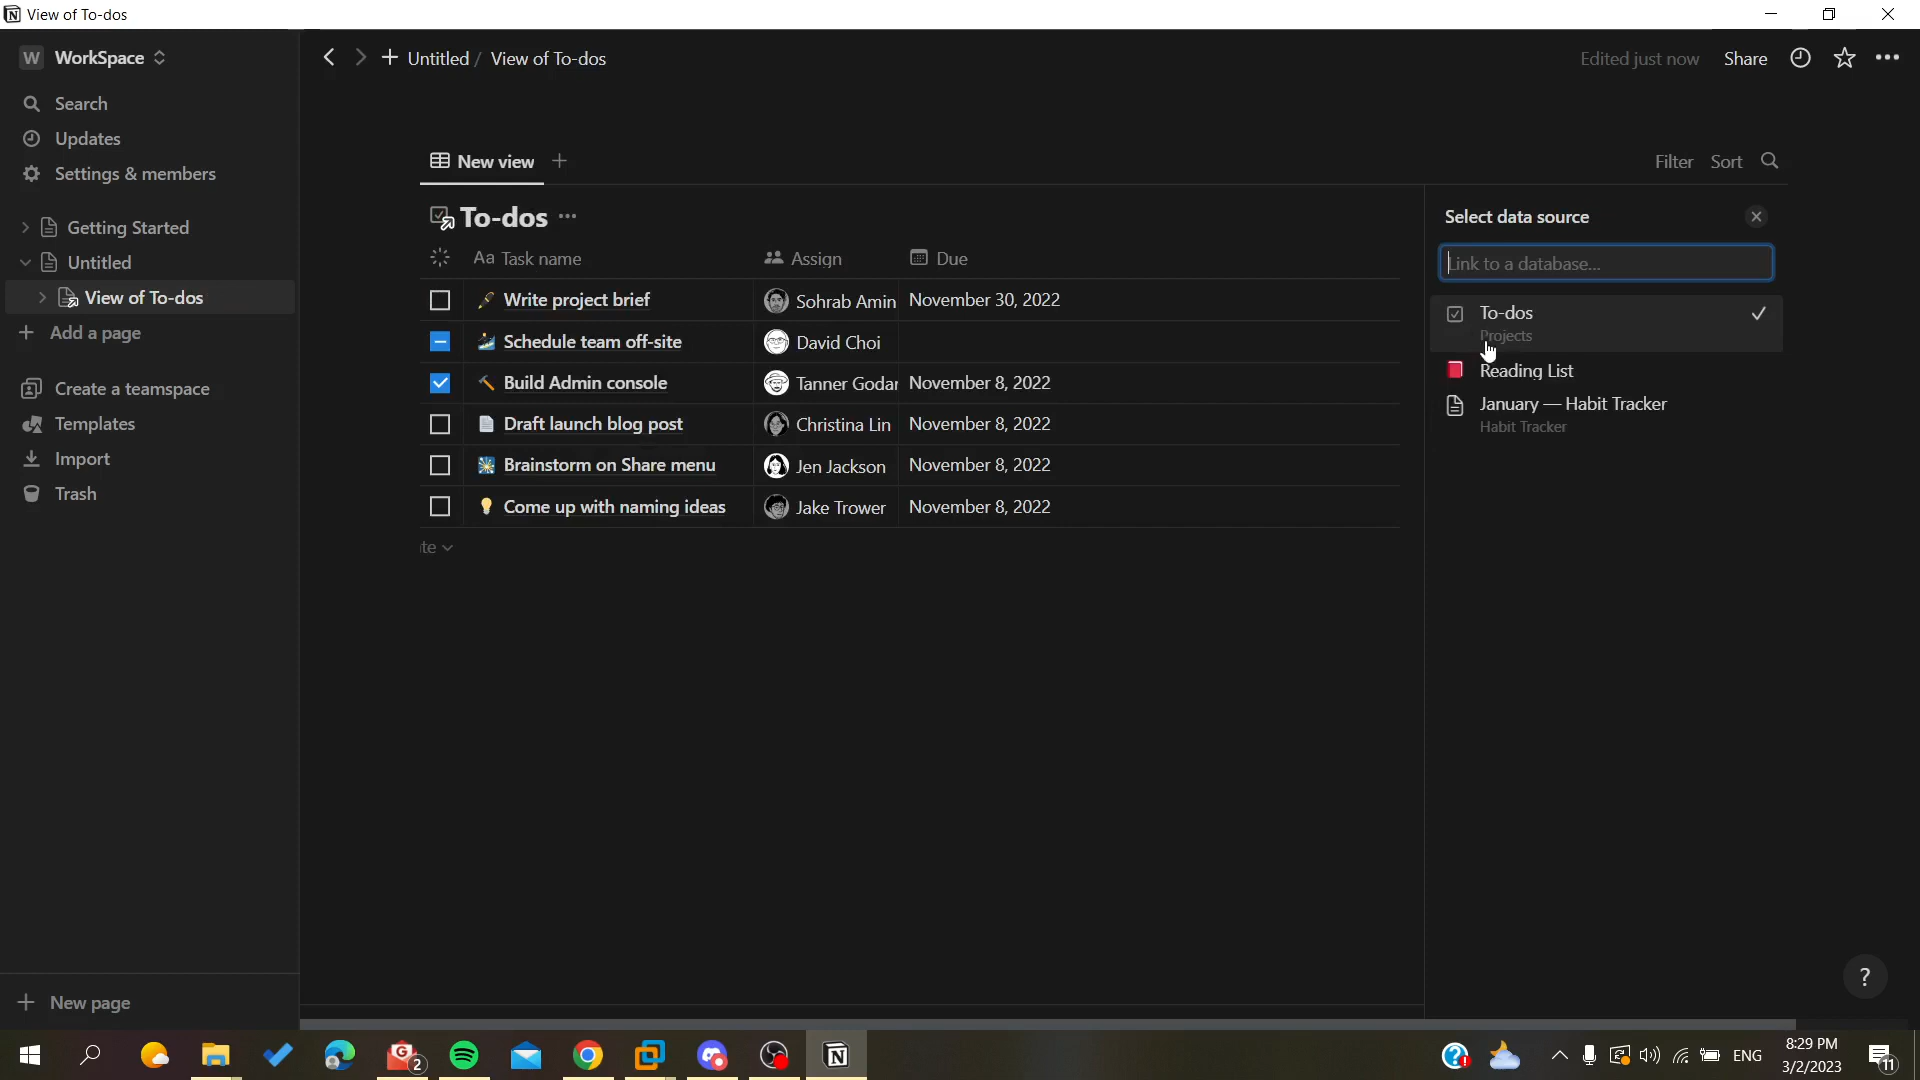 View of To-dos
W WorkSpace
Untitled / View of To-dos
Edited just now Share
Search
Updates
Settings & members
Getting Started
Untitled
View of To-dos
Add a page
Create a teamspace
Templates
Import
Trash
New page
New view
Filter Sort
To-dos
Aa Task name Assign Due
Write project brief Sohrab Amin November 30, 2022
Schedule team off-site David Choi
Build Admin console Tanner Godar November 8, 2022
Draft launch blog post Christina Lin November 8, 2022
Brainstorm on Share menu Jen Jackson November 8, 2022
Come up with naming ideas Jake Trower November 8, 2022
te
Select data source
Link to a database...
To-dos
Projects
Reading List
January — Habit Tracker
Habit Tracker
?
2
ENG
8:29 PM
3/2/2023
11